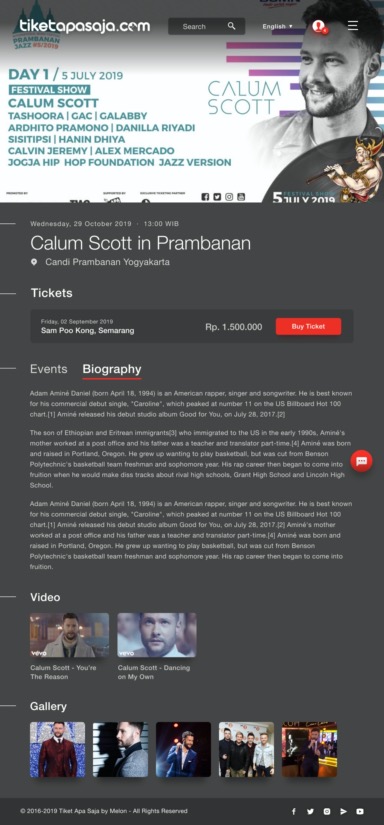 tiketapasaja.com
Search
English
PRAMBANAN
JAZZ #5/2019
DAY 1 / 5 JULY 2019
FESTIVAL SHOW
CALUM SCOTT
TASHOORA | GAC | GALABBY
ARDHITO PRAMONO | DANILLA RIYADI
SISITIPSI | HANIN DHIYA
CALVIN JEREMY | ALEX MERCADO
JOGJA HIP HOP FOUNDATION JAZZ VERSION
CALUM
SCOTT
PRESENTED BY
SUPPORTED BY
EXCLUSIVE TICKETING PARTNER
FESTIVAL SHOW
5 JULY 2019
Wednesday, 29 October 2019 - 13:00 WIB
Calum Scott in Prambanan
Candi Prambanan Yogyakarta
Tickets
Friday, 02 September 2019
Sam Poo Kong, Semarang
Rp. 1.500.000
Buy Ticket
Events Biography
Adam Aminé Daniel (born April 18, 1994) is an American rapper, singer and songwriter. He is best known
for his commercial debut single, "Caroline", which peaked at number 11 on the US Billboard Hot 100
chart.[1] Aminé released his debut studio album Good for You, on July 28, 2017.[2]
The son of Ethiopian and Eritrean immigrants[3] who immigrated to the US in the early 1990s, Aminé's
mother worked at a post office and his father was a teacher and translator part-time.[4] Aminé was born
and raised in Portland, Oregon. He grew up wanting to play basketball, but was cut from Benson
Polytechnic's basketball team freshman and sophomore year. His rap career then began to come into
fruition when he would make diss tracks about rival high schools, Grant High School and Lincoln High
School.
Adam Aminé Daniel (born April 18, 1994) is an American rapper, singer and songwriter. He is best known
for his commercial debut single, "Caroline", which peaked at number 11 on the US Billboard Hot 100
chart.[1] Aminé released his debut studio album Good for You, on July 28, 2017.[2] Aminé's mother
worked at a post office and his father was a teacher and translator part-time.[4] Aminé was born and
raised in Portland, Oregon. He grew up wanting to play basketball, but was cut from Benson
Polytechnic's basketball team freshman and sophomore year. His rap career then began to come into
fruition.
Video
vevo
vevo
Calum Scott - You're
The Reason
Calum Scott - Dancing
on My Own
Gallery
© 2016-2019 Tiket Apa Saja by Melon - All Rights Reserved